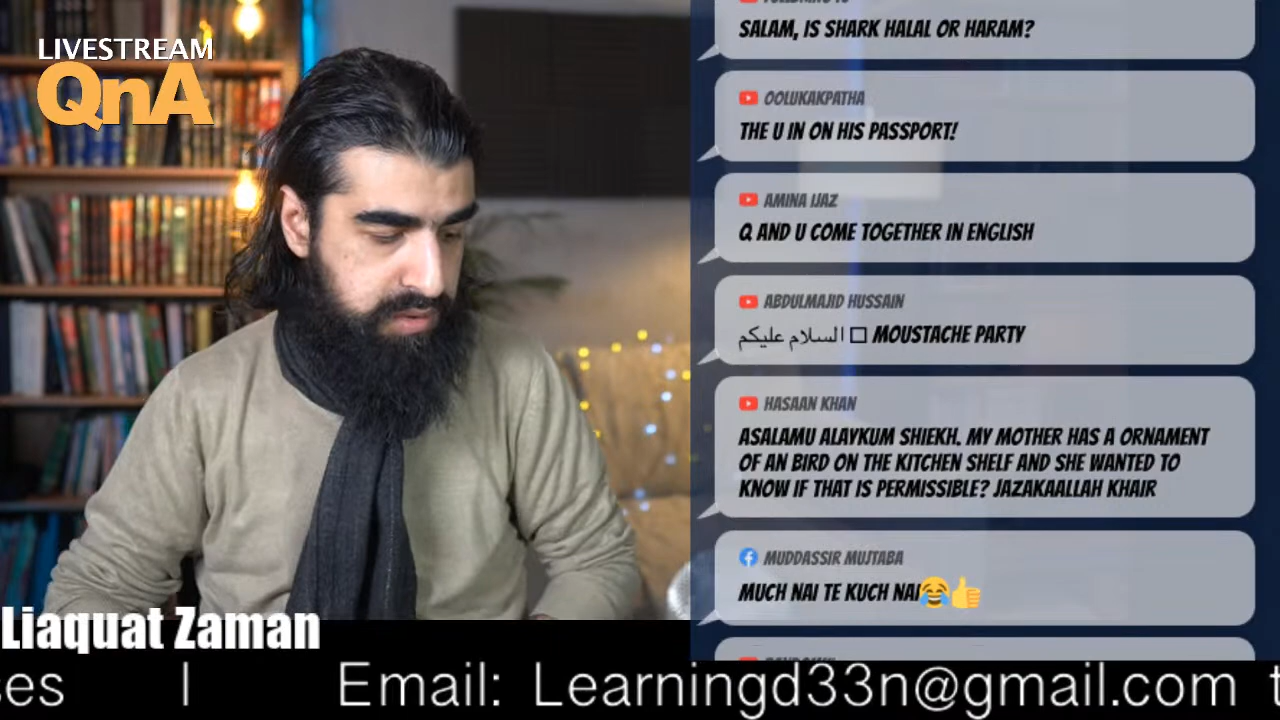 LIVESTREAM
QnA
SALAM, IS SHARK HALAL OR HARAM?
OOLUKAKPATHA
THE U IN ON HIS PASSPORT!
AMINA IJAZ
Q AND U COME TOGETHER IN ENGLISH
ABDULMAJID HUSSAIN
السلام عليكم □ MOUSTACHE PARTY
HASAAN KHAN
ASALAMU ALAYKUM SHIEKH. MY MOTHER HAS A ORNAMENT
OF AN BIRD ON THE KITCHEN SHELF AND SHE WANTED TO
KNOW IF THAT IS PERMISSIBLE? JAZAKAALLAH KHAIR
MUDDASSIR MUJTABA
MUCH NAI TE KUCH NAI😂👍
Liaquat Zaman
ses | Email: Learningd33n@gmail.com t